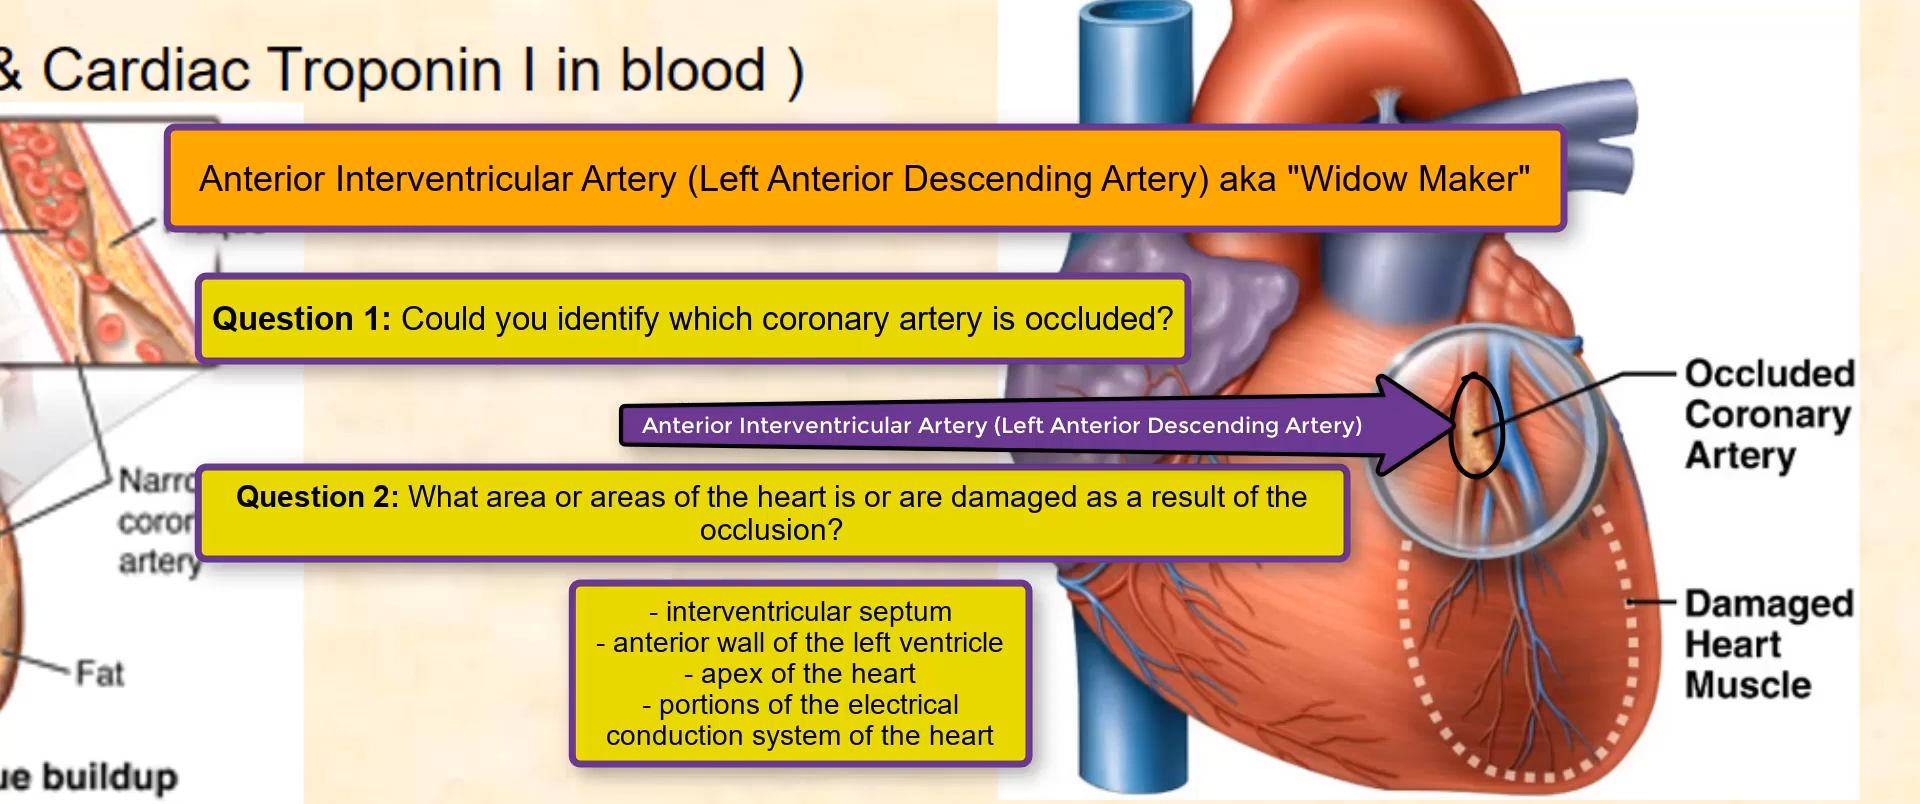 & Cardiac Troponin I in blood )
Anterior Interventricular Artery (Left Anterior Descending Artery) aka "Widow Maker"
Question 1: Could you identify which coronary artery is occluded?
Anterior Interventricular Artery (Left Anterior Descending Artery)
Occluded
Coronary
Artery
Question 2: What area or areas of the heart is or are damaged as a result of the
occlusion?
artery
- interventricular septum
- anterior wall of the left ventricle
- apex of the heart
- portions of the electrical
conduction system of the heart
Damaged
Heart
Muscle
Fat
buildup